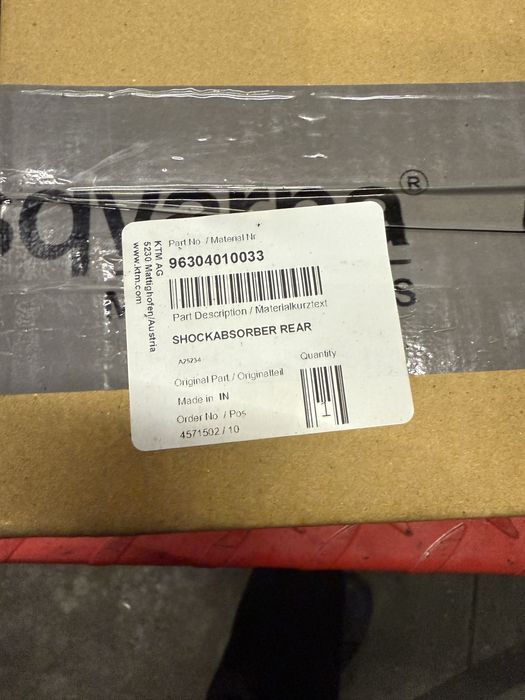 qvarna®
S
KTM AG
5230 Mattighofen/Austria
www.ktm.com
Part No. / Material Nr
96304010033
Part Description / Materialkurztext
SHOCKABSORBER REAR
A25234
Quantity
Original Part / Originalteil
Made in IN
1
Order No / Pos
4571502 / 10